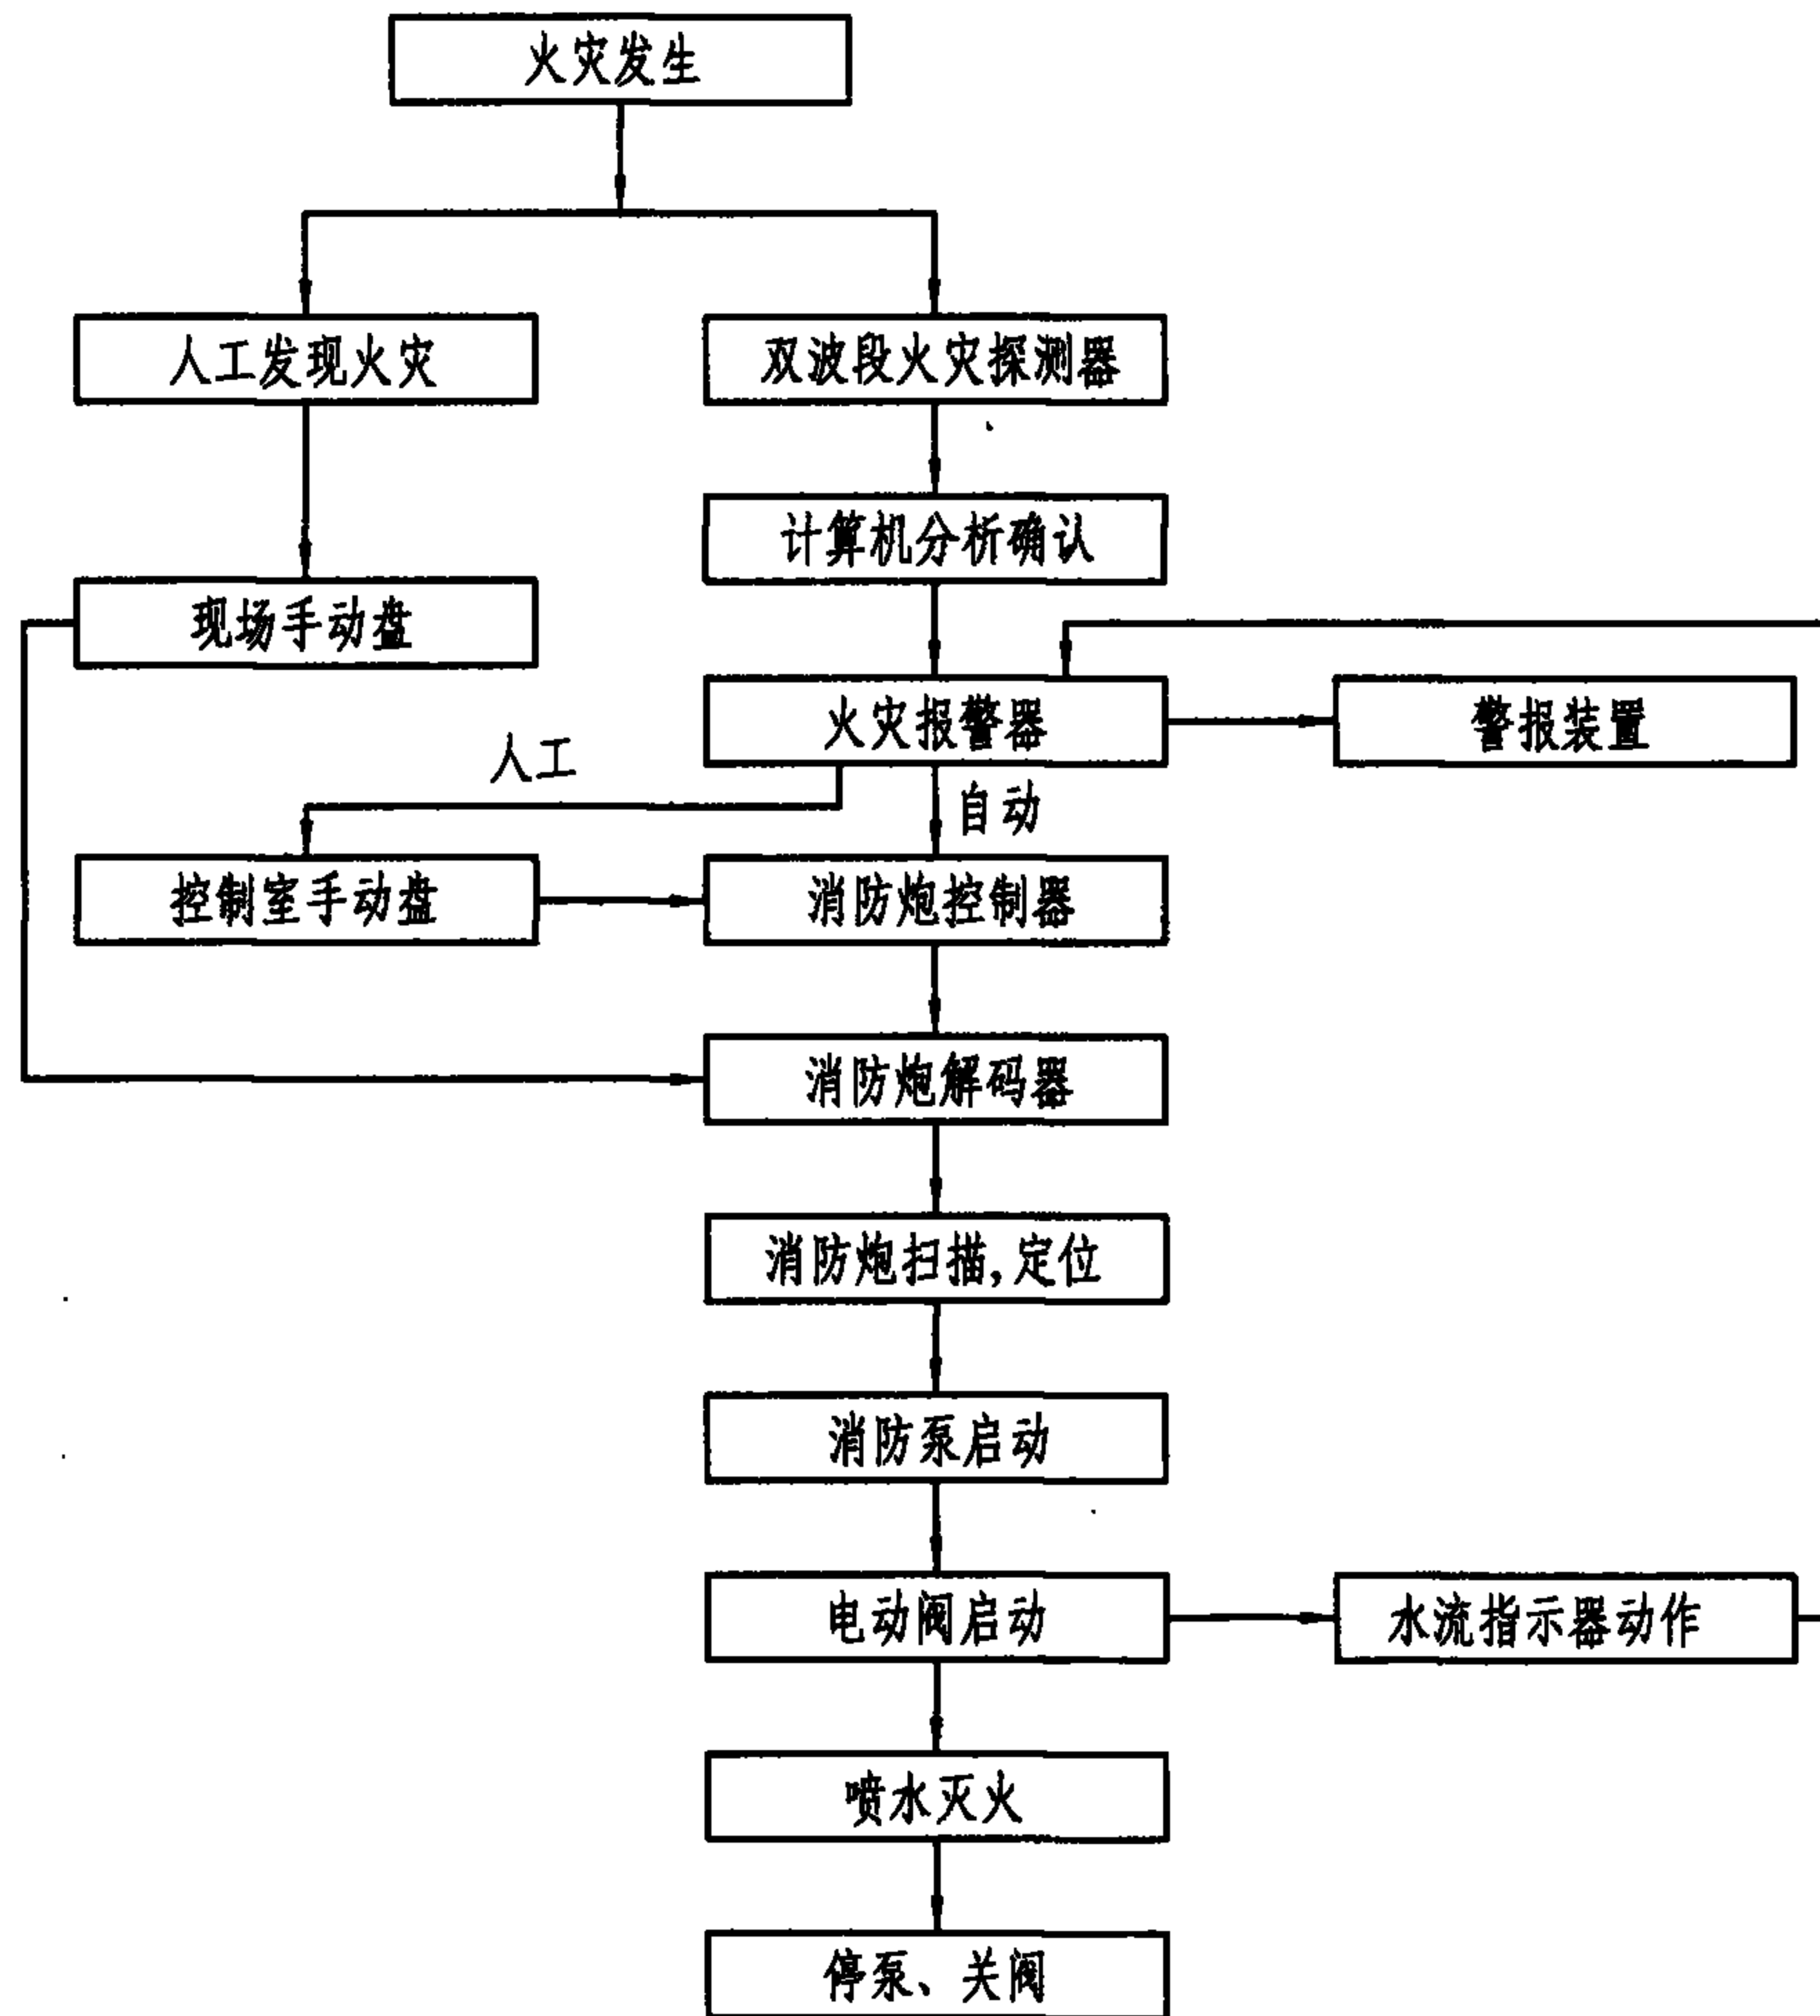 火灾发生
人工发现火灾
双波段火灾探测器
计算机分析确认
现场手动盘
火灾报警器
警报装置
人工
自动
控制室手动盘
消防炮控制器
消防炮解码器
消防炮扫描,定位
消防泵启动
电动阀启动
水流指示器动作
喷水灭火
停泵、关阀